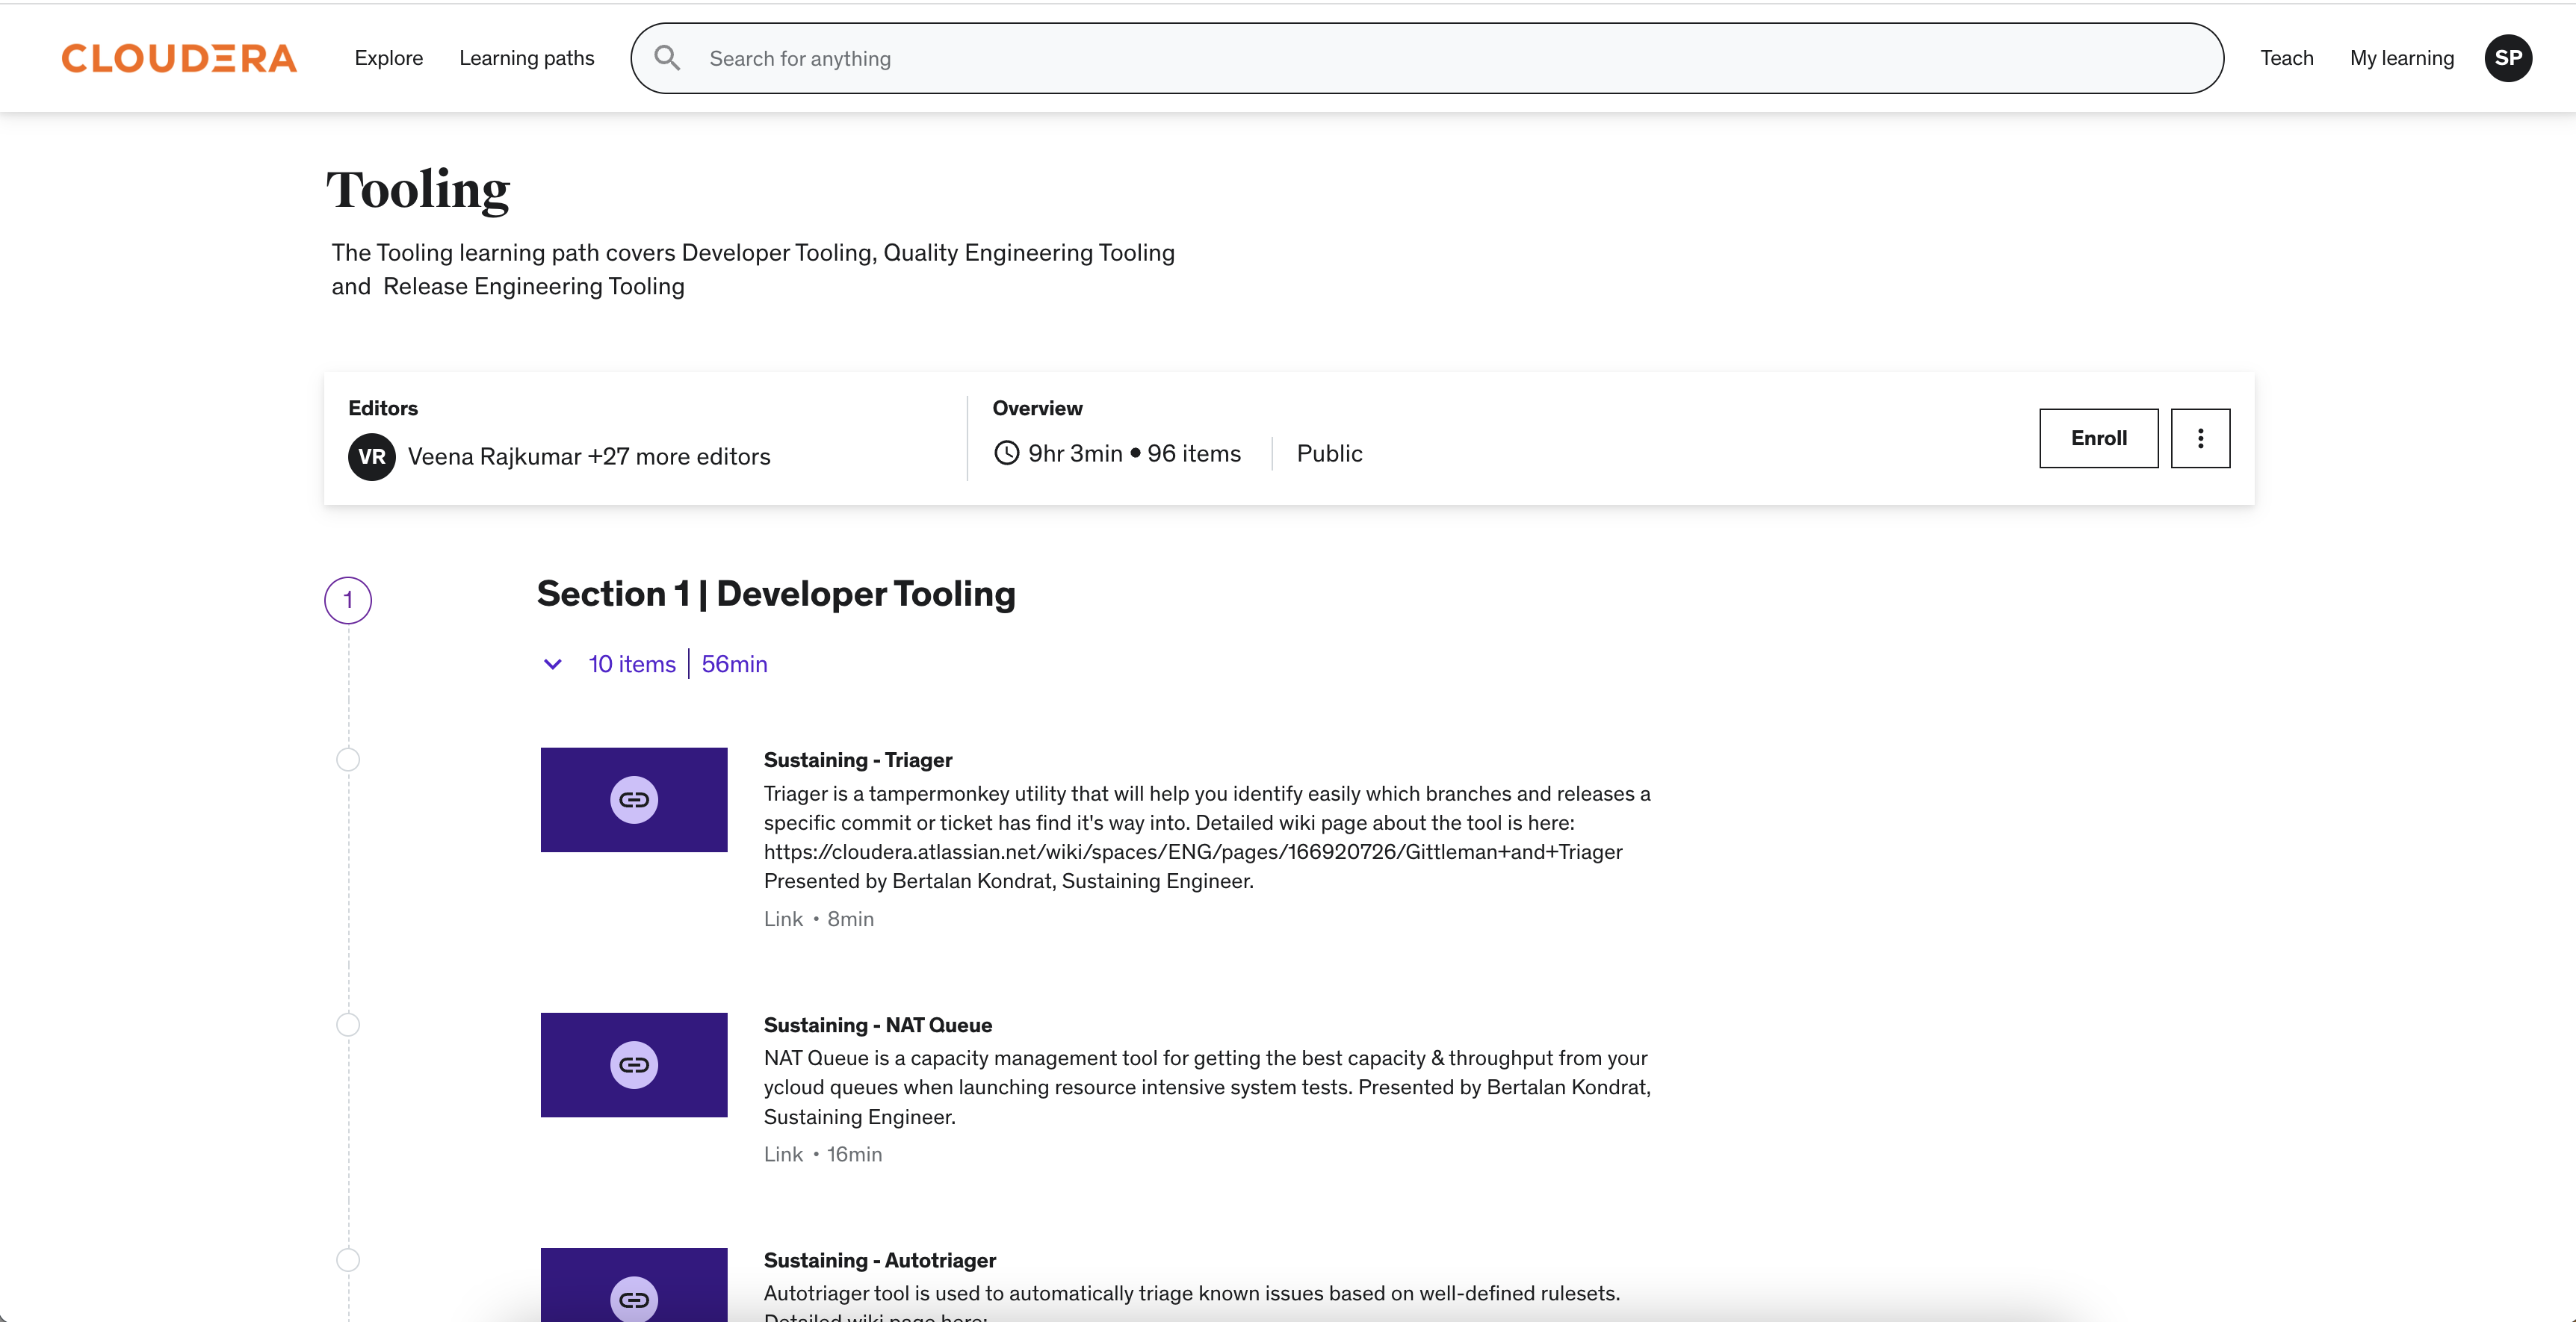 CLOUDERA
Explore
Learning paths
Search for anything
Teach
My learning
SP
Tooling
The Tooling learning path covers Developer Tooling, Quality Engineering Tooling
and  Release Engineering Tooling
Editors
VR
Veena Rajkumar +27 more editors
Overview
9hr 3min • 96 items
Public
Enroll
1
Section 1 | Developer Tooling
10 items | 56min
Sustaining - Triager
Triager is a tampermonkey utility that will help you identify easily which branches and releases a
specific commit or ticket has find it's way into. Detailed wiki page about the tool is here:
https://cloudera.atlassian.net/wiki/spaces/ENG/pages/166920726/Gittleman+and+Triager
Presented by Bertalan Kondrat, Sustaining Engineer.
Link • 8min
Sustaining - NAT Queue
NAT Queue is a capacity management tool for getting the best capacity & throughput from your
ycloud queues when launching resource intensive system tests. Presented by Bertalan Kondrat,
Sustaining Engineer.
Link • 16min
Sustaining - Autotriager
Autotriager tool is used to automatically triage known issues based on well-defined rulesets.
Detailed wiki page here: